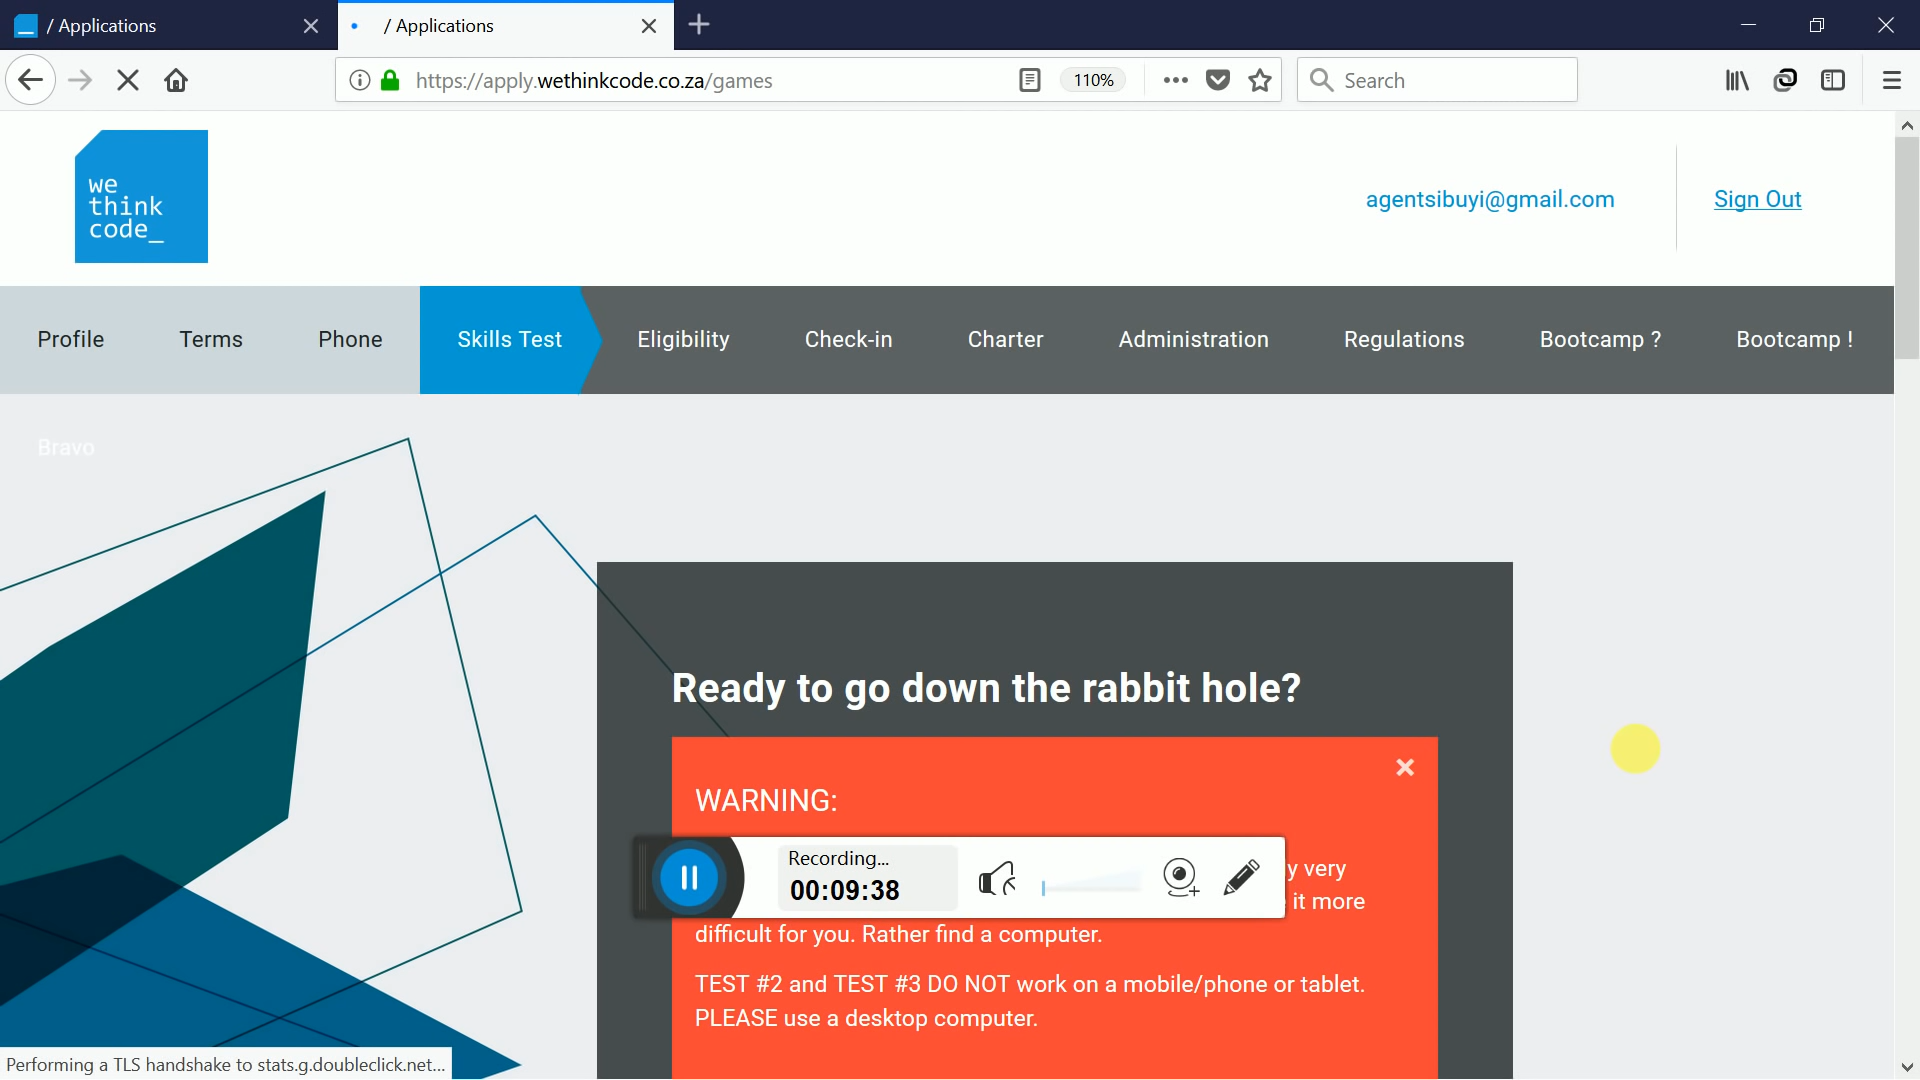 / Applications
/ Applications
https://apply.wethinkcode.co.za/games
110%
Search
we
think
code_
agentsibuyi@gmail.com
Sign Out
Profile
Terms
Phone
Skills Test
Eligibility
Check-in
Charter
Administration
Regulations
Bootcamp ?
Bootcamp !
Bravo
Ready to go down the rabbit hole?
WARNING:
Recording...
00:09:38
very
it more
difficult for you. Rather find a computer.
TEST #2 and TEST #3 DO NOT work on a mobile/phone or tablet.
PLEASE use a desktop computer.
Performing a TLS handshake to stats.g.doubleclick.net...